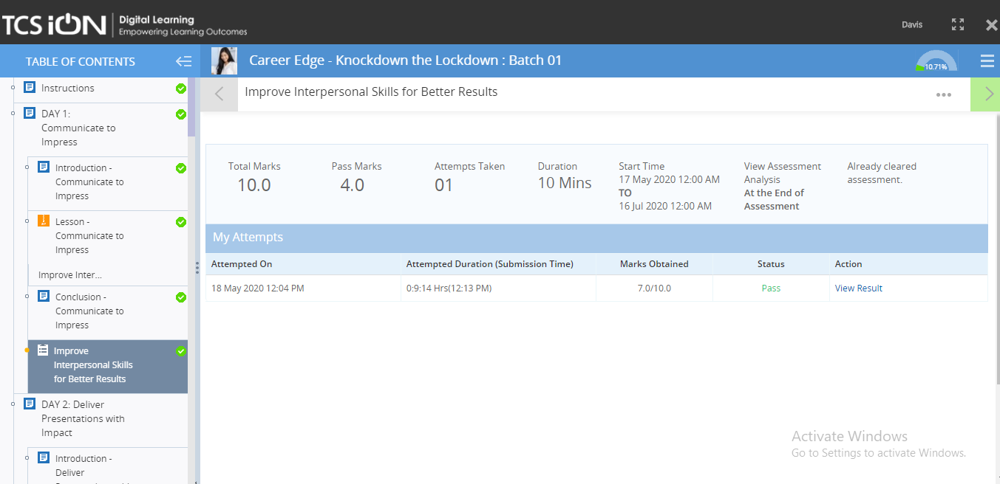 TCS iON
Digital Learning
Empowering Learning Outcomes
Davis
TABLE OF CONTENTS
Career Edge - Knockdown the Lockdown : Batch 01
10.71%
Instructions
DAY 1:
Communicate to
Impress
Introduction -
Communicate to
Impress
Lesson -
Communicate to
Impress
Improve Inter...
Conclusion -
Communicate to
Impress
Improve
Interpersonal Skills
for Better Results
DAY 2: Deliver
Presentations with
Impact
Introduction -
Deliver
Improve Interpersonal Skills for Better Results
Total Marks
10.0
Pass Marks
4.0
Attempts Taken
01
Duration
10 Mins
Start Time
17 May 2020 12:00 AM
TO
16 Jul 2020 12:00 AM
View Assessment
Analysis
At the End of
Assessment
Already cleared
assessment.
My Attempts
Attempted On Attempted Duration (Submission Time) Marks Obtained Status Action
18 May 2020 12:04 PM 0:9:14 Hrs(12:13 PM) 7.0/10.0 Pass View Result
Activate Windows
Go to Settings to activate Windows.